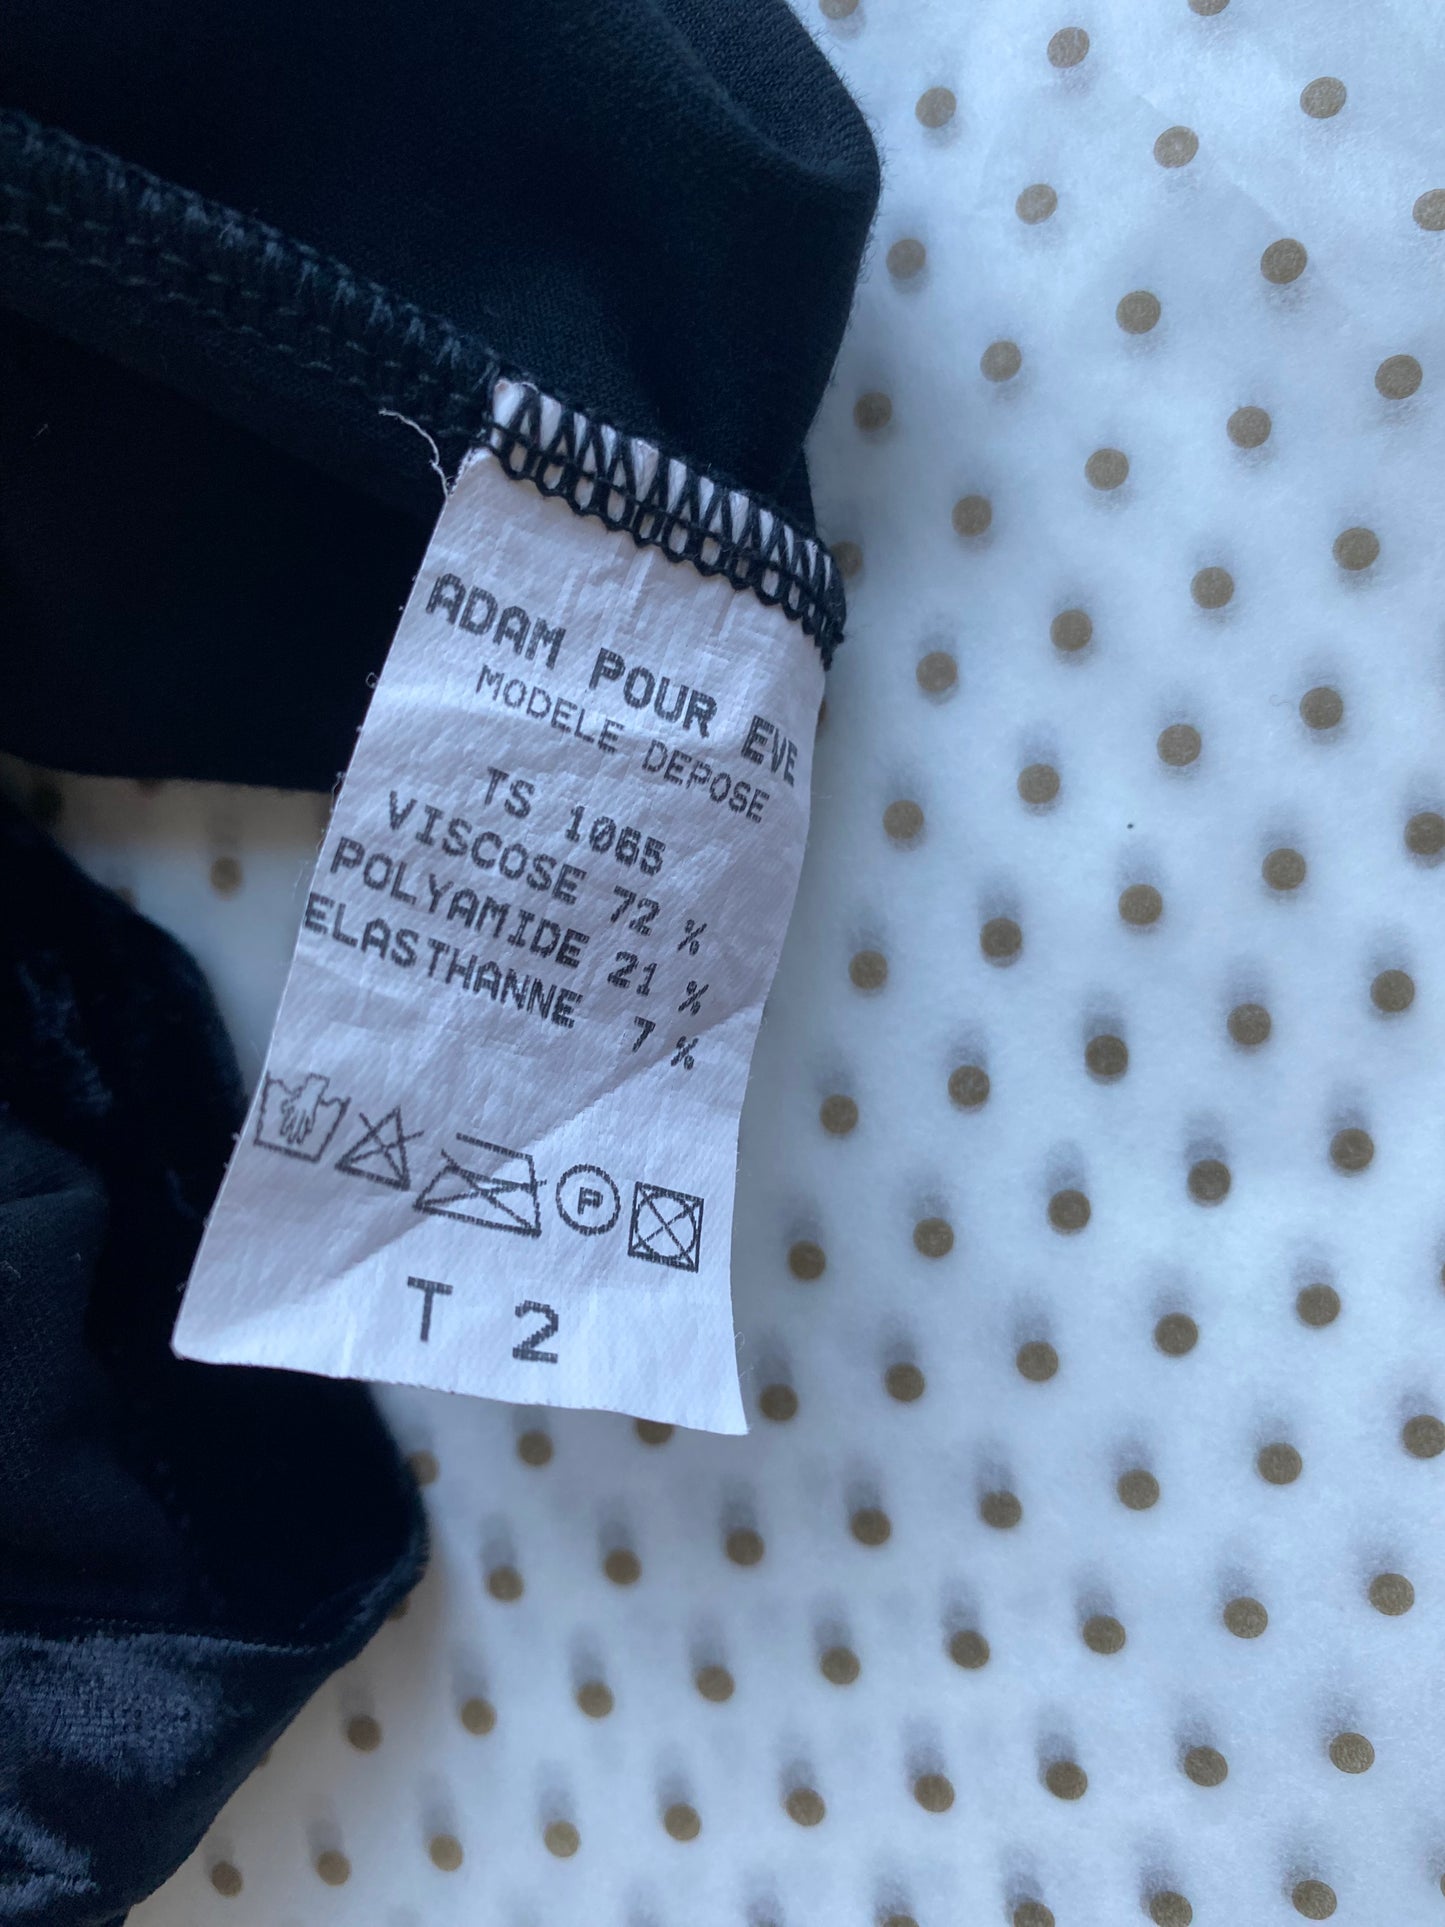 ADAM POUR EVE
MODELE DEPOSE
TS 1065
VISCOSE 72 %
POLYAMIDE 21 %
ELASTHANNE 7 %
P
T 2